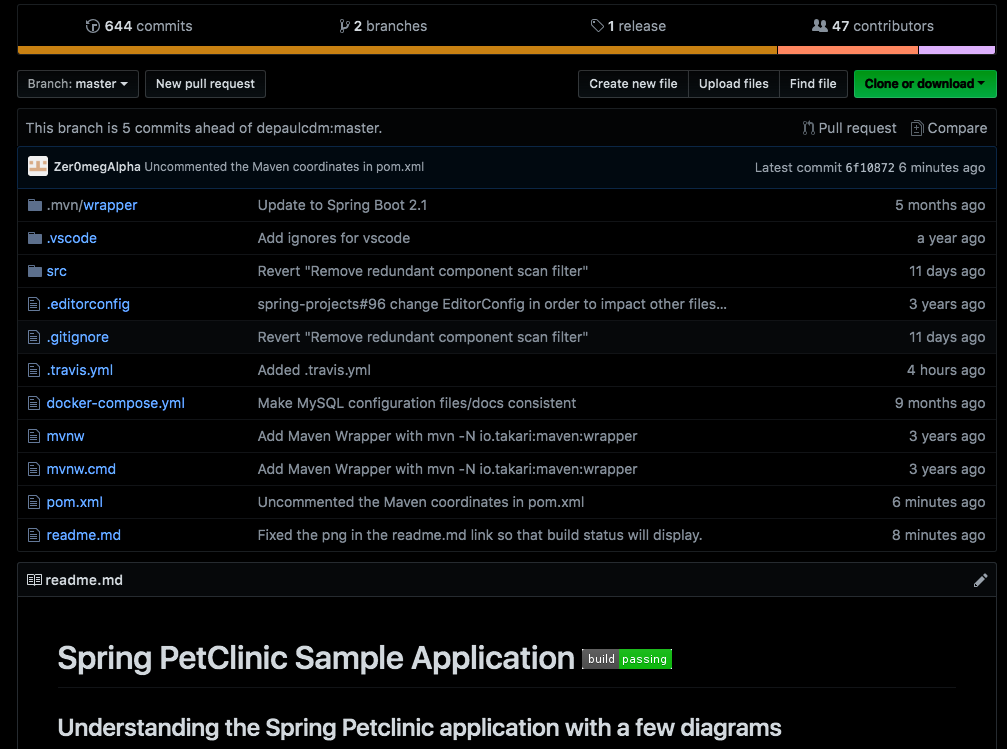 644 commits 2 branches 1 release 47 contributors
Branch: master New pull request Create new file Upload files Find file Clone or download
This branch is 5 commits ahead of depaulcdm:master. Pull request Compare
Zer0megAlpha Uncommented the Maven coordinates in pom.xml Latest commit 6f10872 6 minutes ago
.mvn/wrapper Update to Spring Boot 2.1 5 months ago
.vscode Add ignores for vscode a year ago
src Revert "Remove redundant component scan filter" 11 days ago
.editorconfig spring-projects#96 change EditorConfig in order to impact other files... 3 years ago
.gitignore Revert "Remove redundant component scan filter" 11 days ago
.travis.yml Added .travis.yml 4 hours ago
docker-compose.yml Make MySQL configuration files/docs consistent 9 months ago
mvnw Add Maven Wrapper with mvn -N io.takari:maven:wrapper 3 years ago
mvnw.cmd Add Maven Wrapper with mvn -N io.takari:maven:wrapper 3 years ago
pom.xml Uncommented the Maven coordinates in pom.xml 6 minutes ago
readme.md Fixed the png in the readme.md link so that build status will display. 8 minutes ago
readme.md
Spring PetClinic Sample Application build passing
Understanding the Spring Petclinic application with a few diagrams